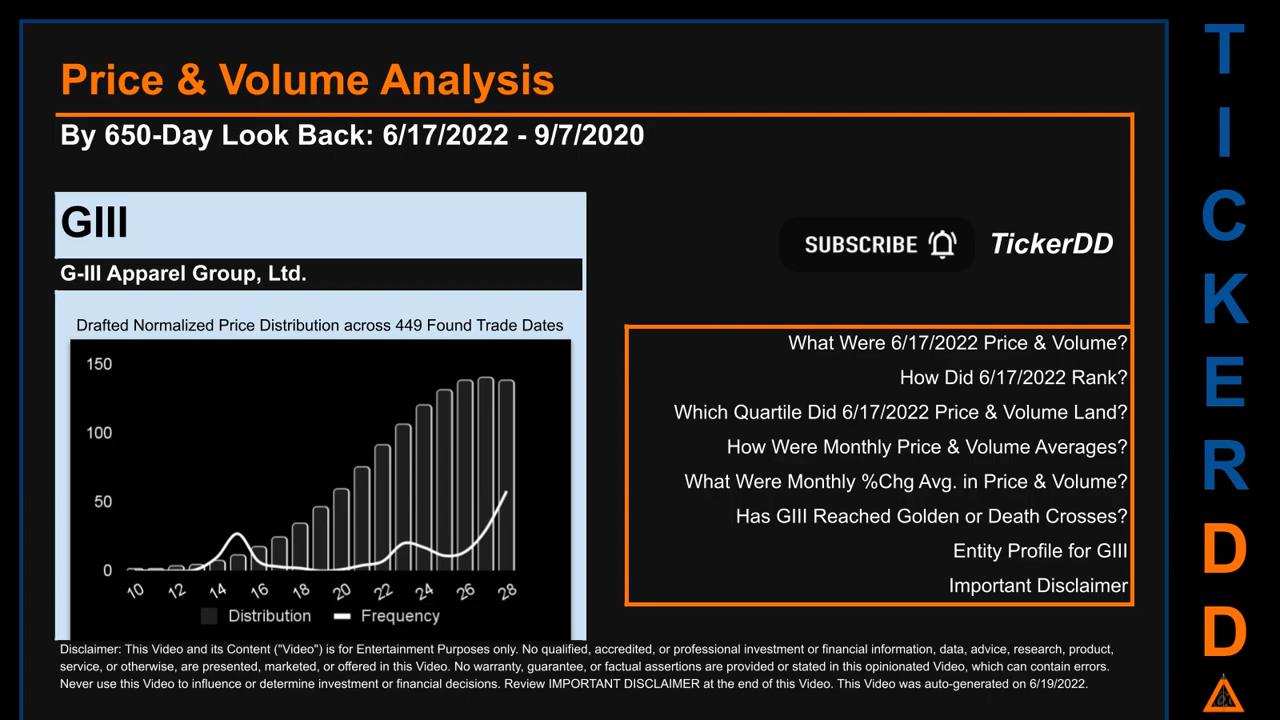 Price & Volume Analysis
By 650-Day Look Back: 6/17/2022 - 9/7/2020
GIII
G-III Apparel Group, Ltd.
Drafted Normalized Price Distribution across 449 Found Trade Dates
150
100
50
0
10 12 14 16 18 20 22 24 26 28
Distribution Frequency
SUBSCRIBE TickerDD
What Were 6/17/2022 Price & Volume?
How Did 6/17/2022 Rank?
Which Quartile Did 6/17/2022 Price & Volume Land?
How Were Monthly Price & Volume Averages?
What Were Monthly %Chg Avg. in Price & Volume?
Has GIII Reached Golden or Death Crosses?
Entity Profile for GIII
Important Disclaimer
Disclaimer: This Video and its Content ("Video") is for Entertainment Purposes only. No qualified, accredited, or professional investment or financial information, data, advice, research, product,
service, or otherwise, are presented, marketed, or offered in this Video. No warranty, guarantee, or factual assertions are provided or stated in this opinionated Video, which can contain errors.
Never use this Video to influence or determine investment or financial decisions. Review IMPORTANT DISCLAIMER at the end of this Video. This Video was auto-generated on 6/19/2022.
T
I
C
K
E
R
D
D